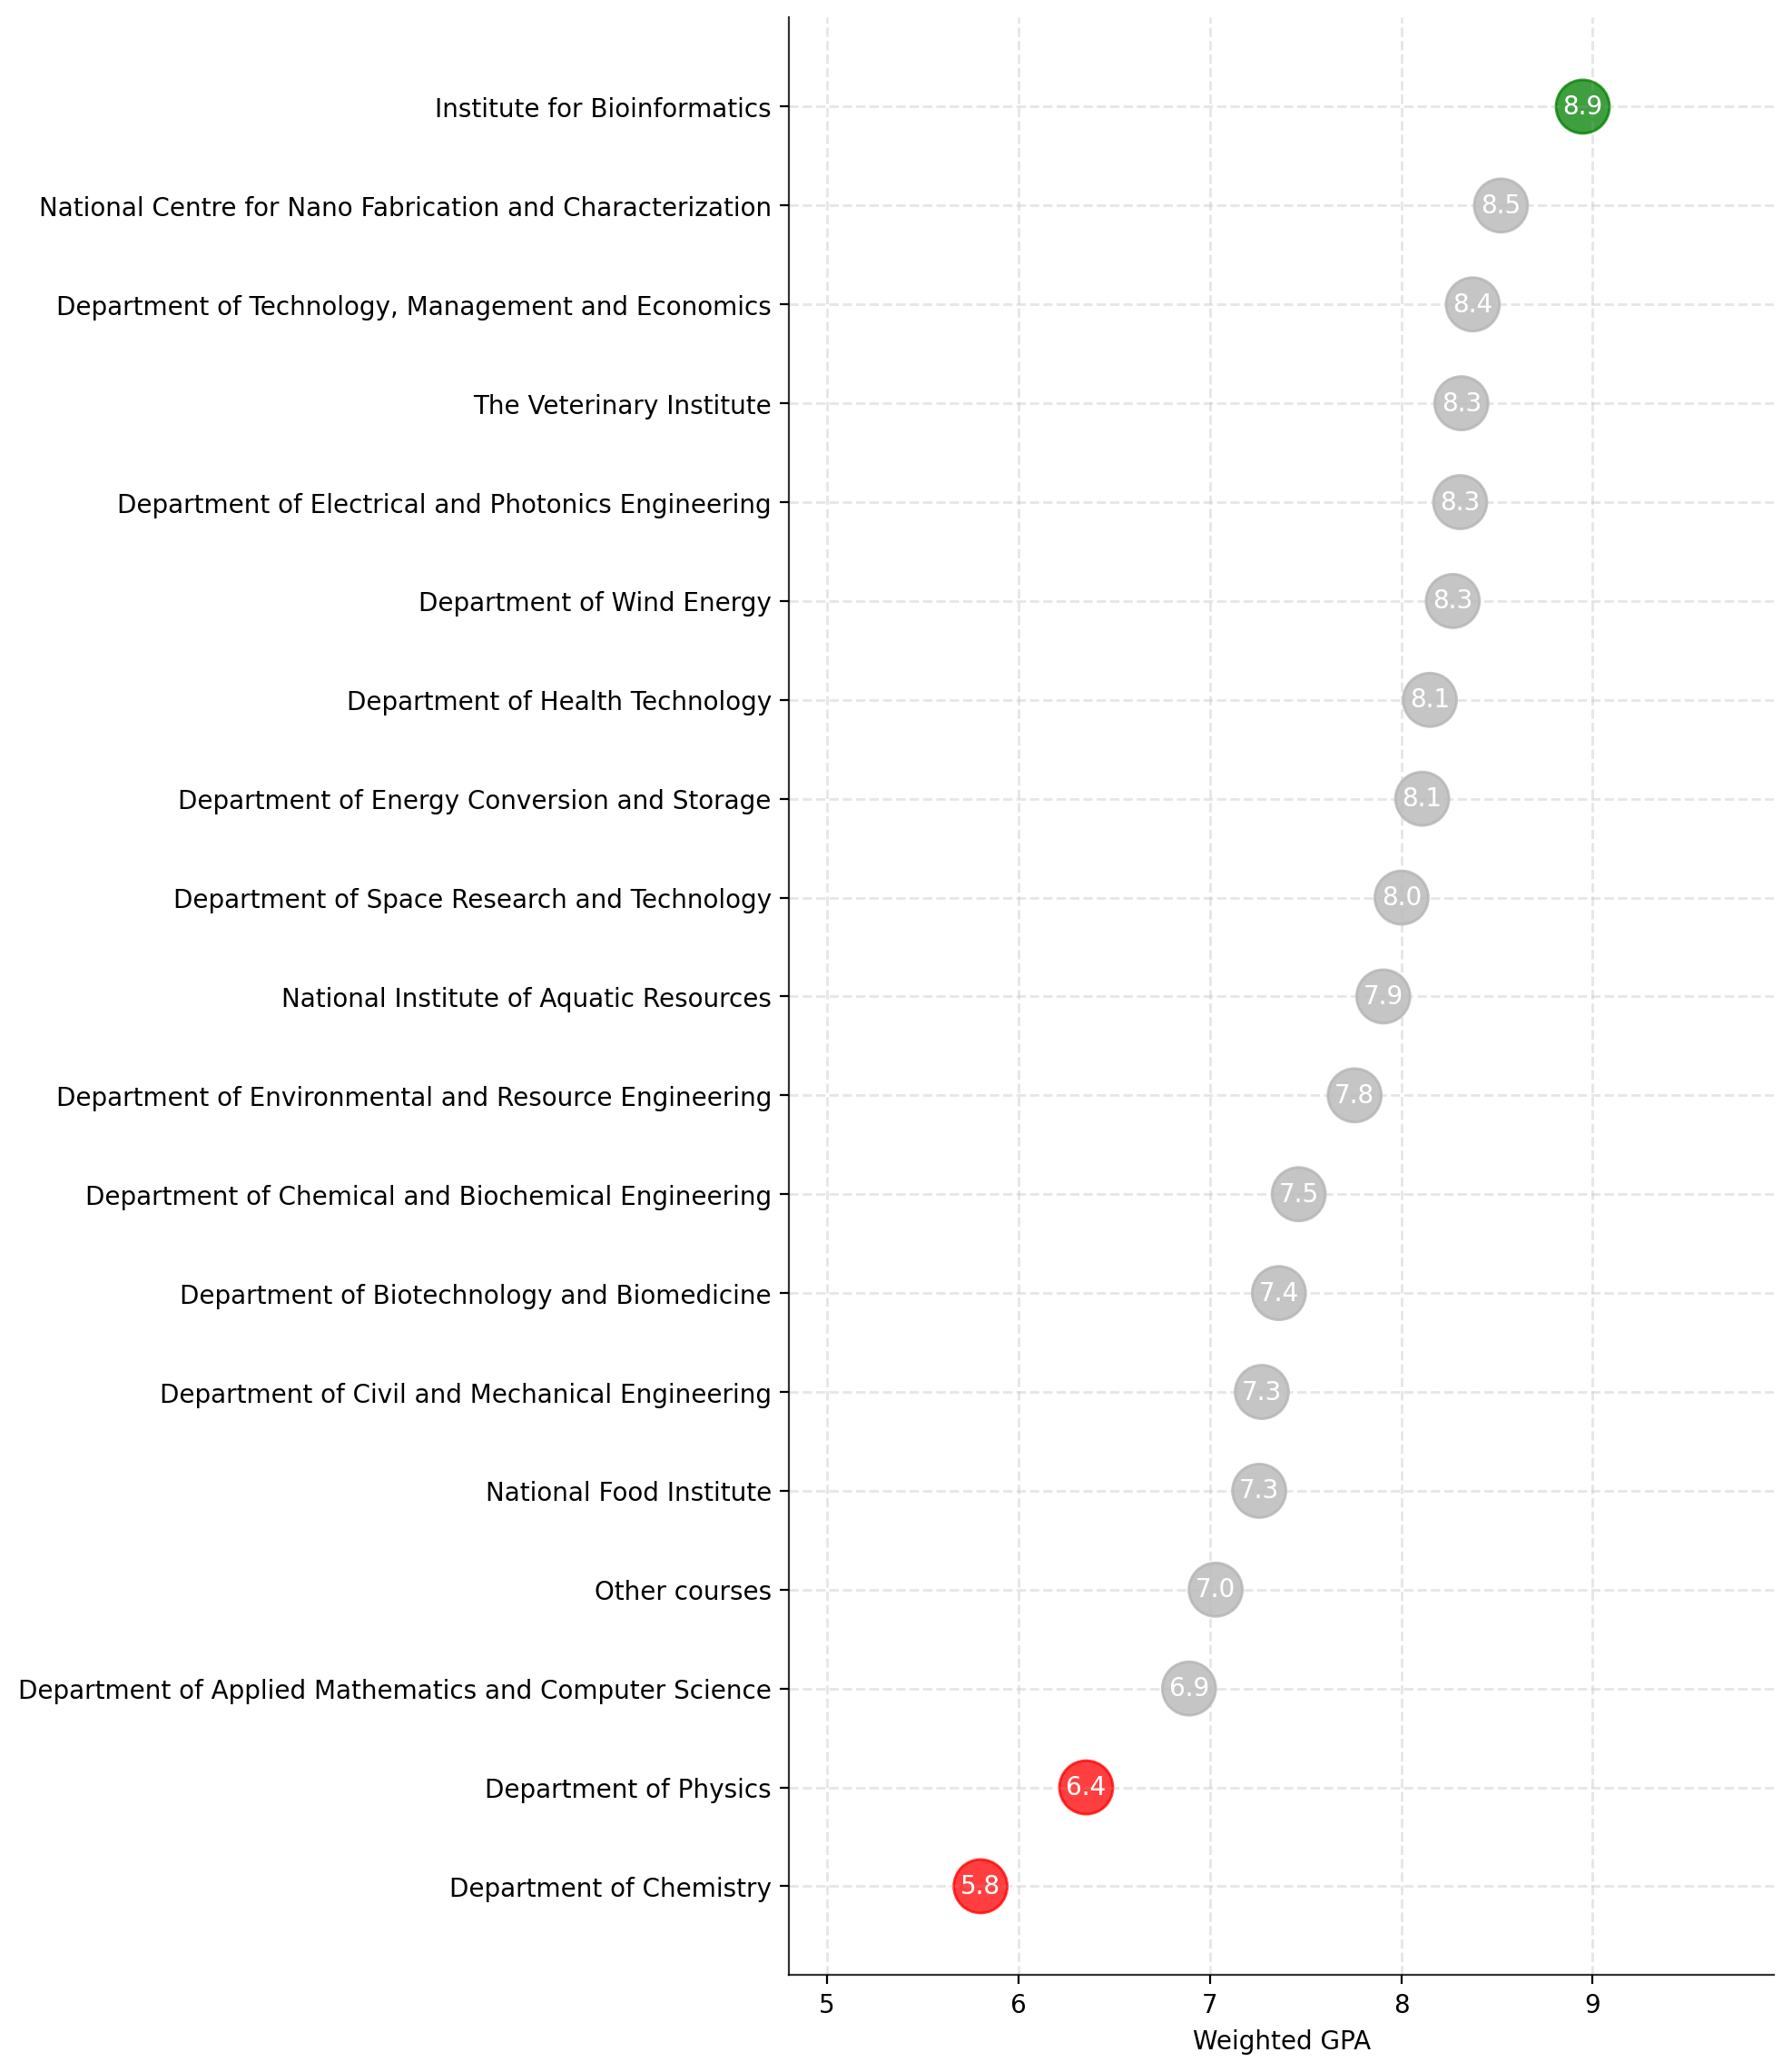 Institute for Bioinformatics 8.9
National Centre for Nano Fabrication and Characterization 8.5
Department of Technology, Management and Economics 8.4
The Veterinary Institute 8.3
Department of Electrical and Photonics Engineering 8.3
Department of Wind Energy 8.3
Department of Health Technology 8.1
Department of Energy Conversion and Storage 8.1
Department of Space Research and Technology 8.0
National Institute of Aquatic Resources 7.9
Department of Environmental and Resource Engineering 7.8
Department of Chemical and Biochemical Engineering 7.5
Department of Biotechnology and Biomedicine 7.4
Department of Civil and Mechanical Engineering 7.3
National Food Institute 7.3
Other courses 7.0
Department of Applied Mathematics and Computer Science 6.9
Department of Physics 6.4
Department of Chemistry 5.8
5 6 7 8 9
Weighted GPA